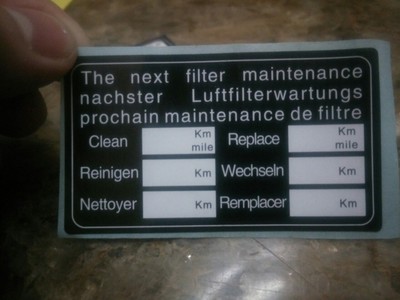 The next filter maintenance
nachster Luftfilterwartungs
prochain maintenance de filtre
Clean Km mile Replace Km mile
Reinigen Km Wechseln Km
Nettoyer Km Remplacer Km